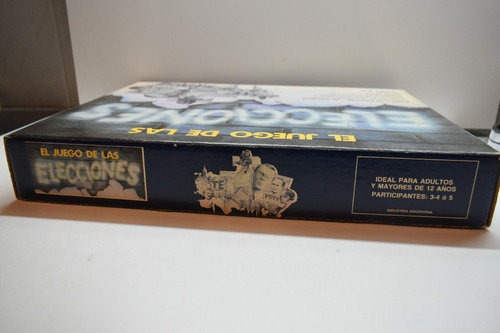 ELECCIONES
EL JUEGO DE LAS
EL JUEGO DE LAS
ELECCIONES
VOTE
IDEAL PARA ADULTOS
Y MAYORES DE 12 AÑOS
PARTICIPANTES: 3-4 ó 5
INDUSTRIA ARGENTINA